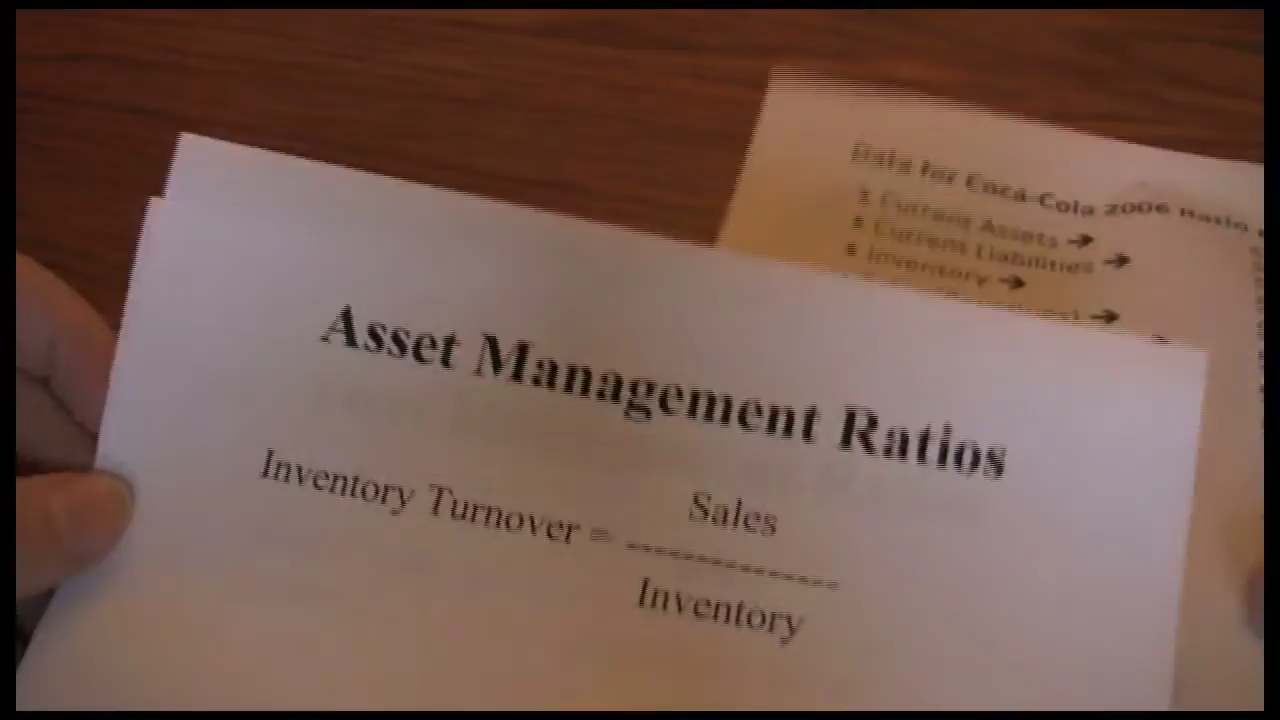 Data for Coca-Cola 2006 Ratio
Current Assets →
Current Liabilities →
Inventory →
→
Asset Management Ratios
Sales
Inventory Turnover = ---------------
Inventory